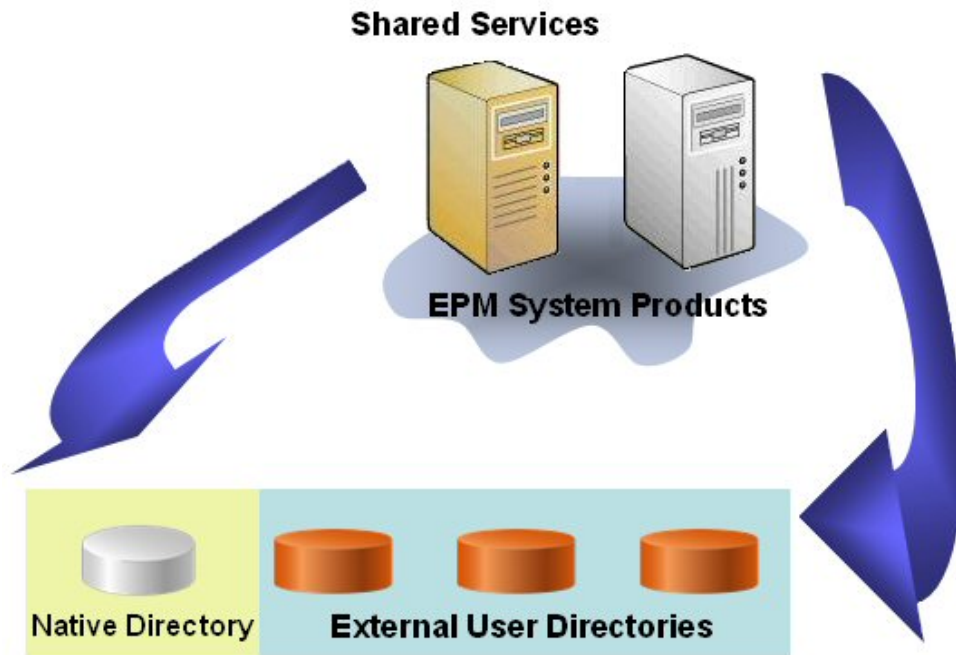 Shared Services
EPM System Products
Native Directory
External User Directories